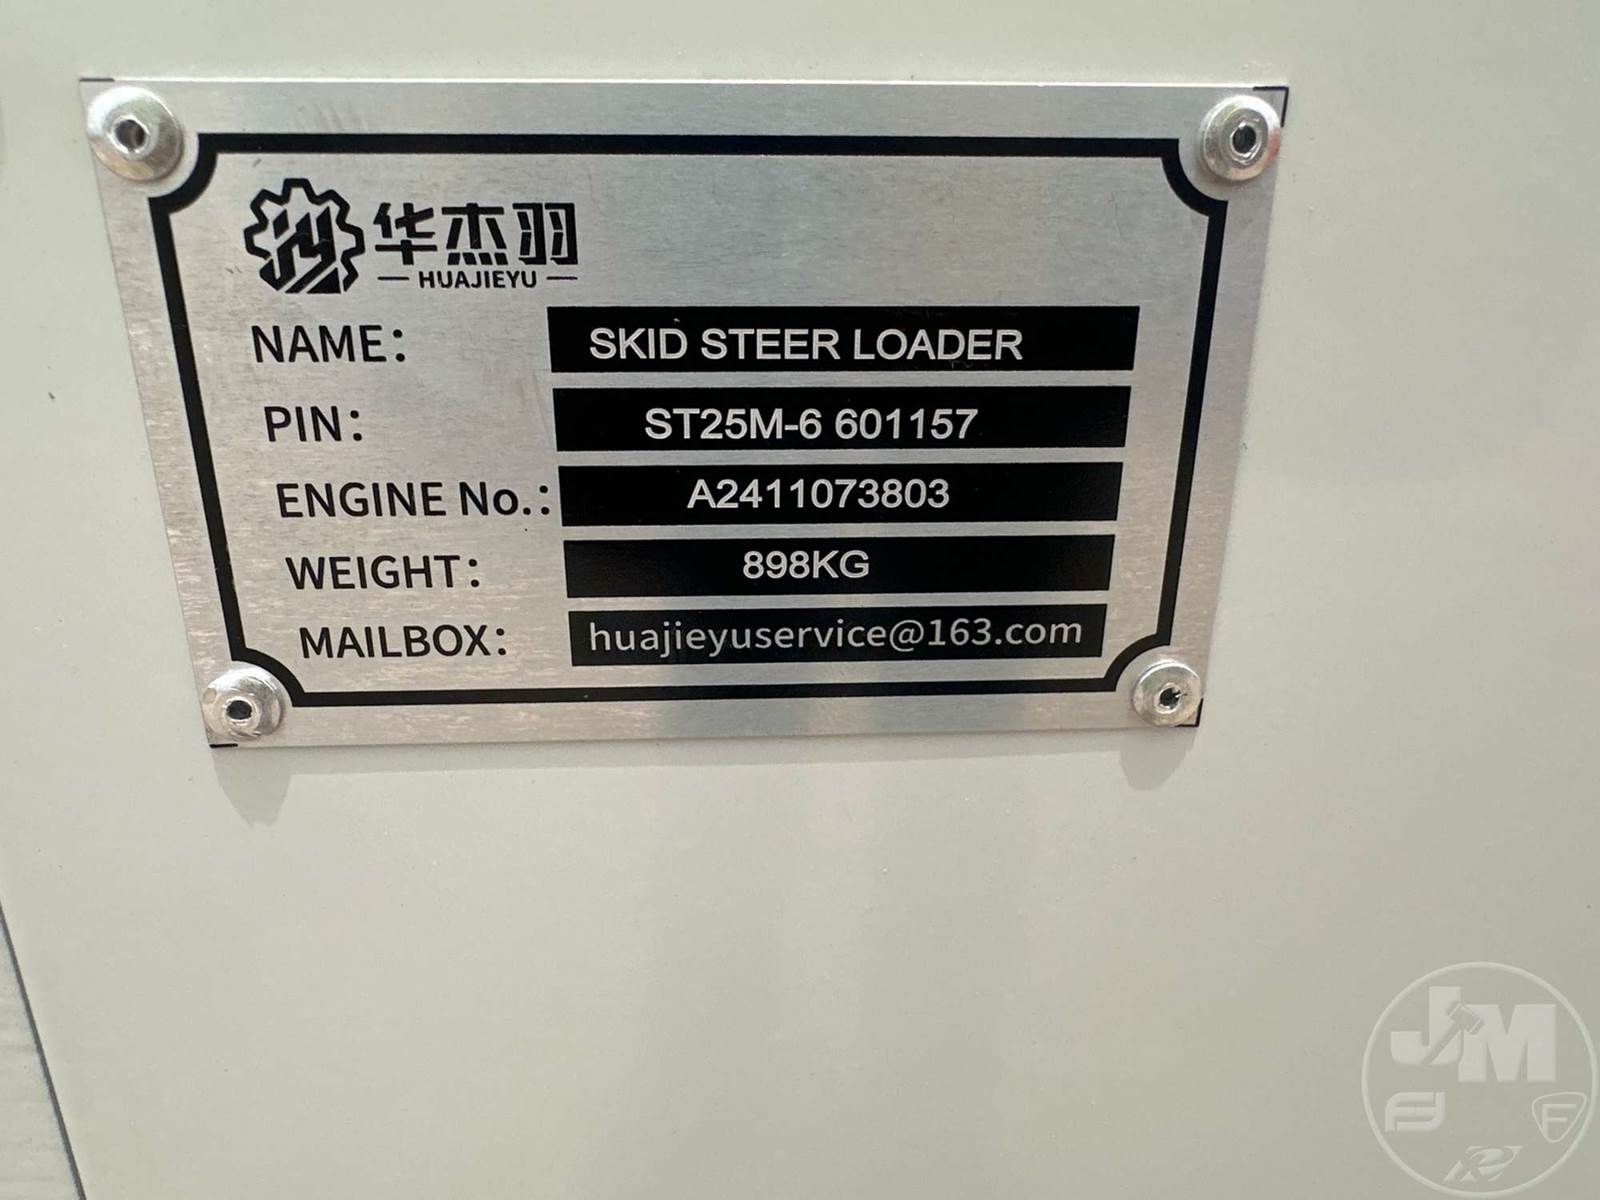 华杰羽
HUAJIEYU
NAME: SKID STEER LOADER
PIN: ST25M-6 601157
ENGINE No.: A2411073803
WEIGHT: 898KG
MAILBOX: huajieyuservice@163.com
JM